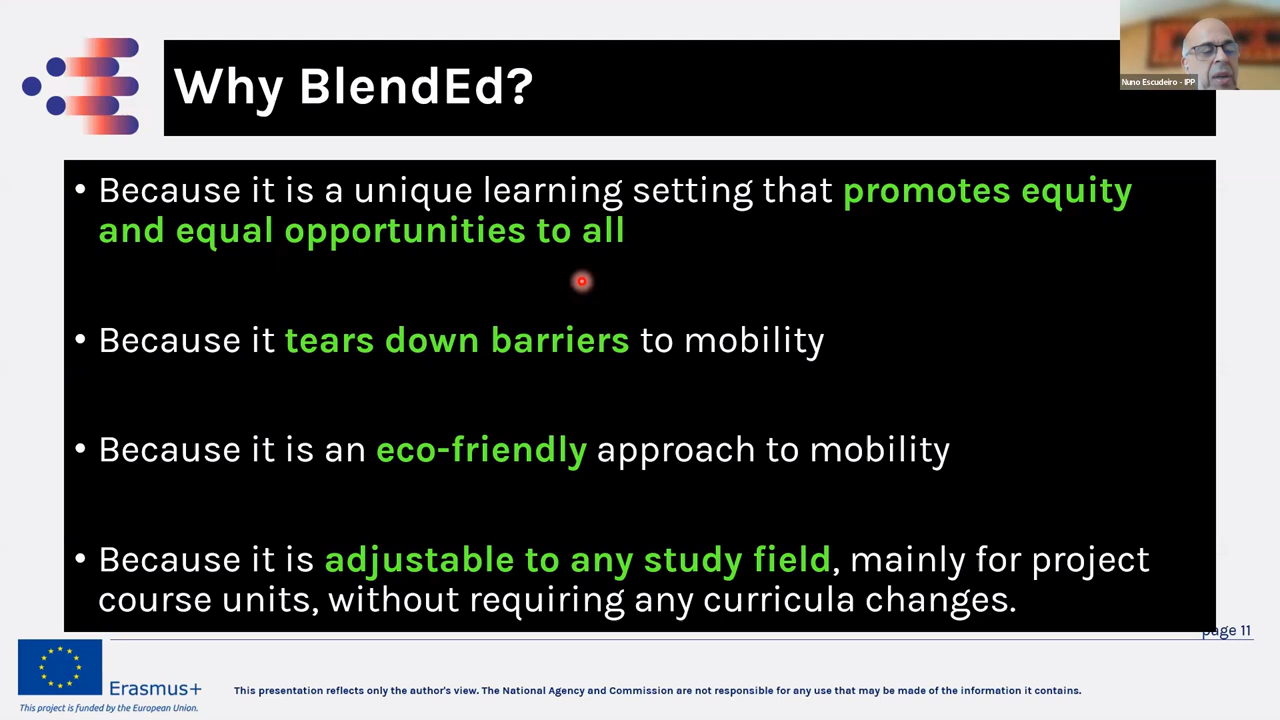 Why BlendEd?
Nuno Escudeiro - IPP
• Because it is a unique learning setting that promotes equity
and equal opportunities to all
• Because it tears down barriers to mobility
• Because it is an eco-friendly approach to mobility
• Because it is adjustable to any study field, mainly for project
course units, without requiring any curricula changes.
page 11
Erasmus+
This project is funded by the European Union.
This presentation reflects only the author's view. The National Agency and Commission are not responsible for any use that may be made of the information it contains.